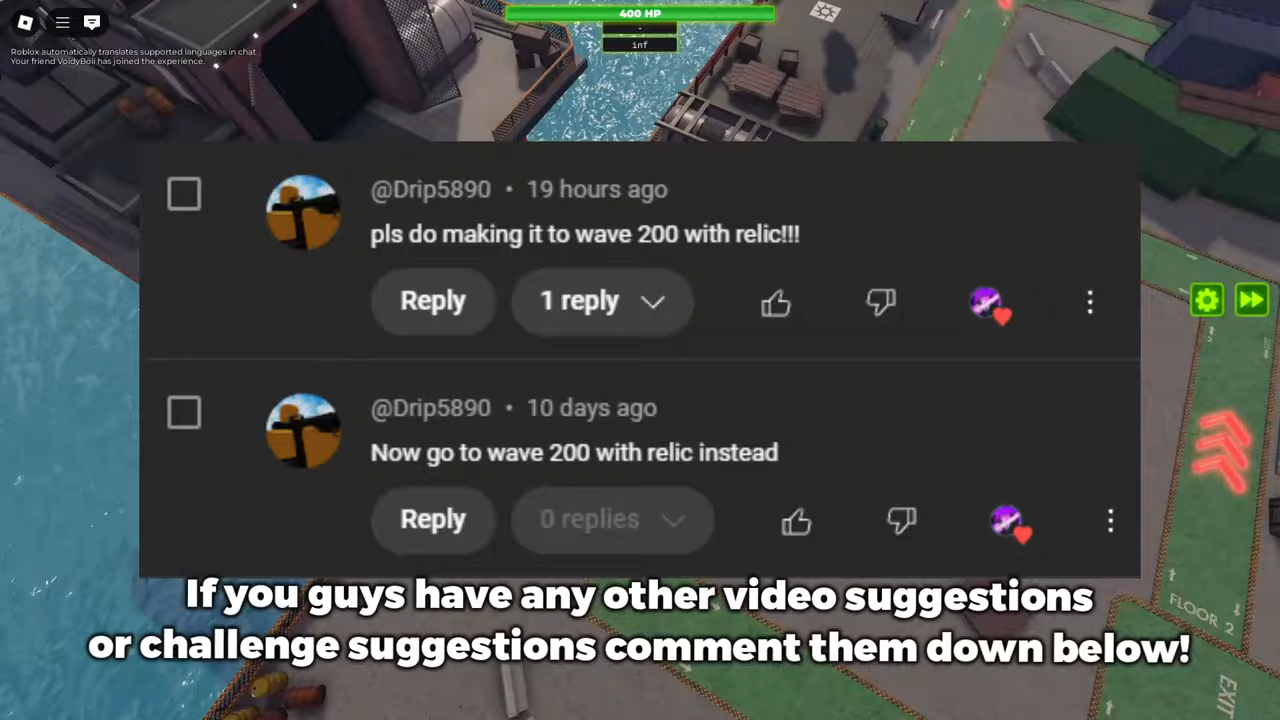 400 HP
inf
Roblox automatically translates supported languages in chat
Your friend VoidyBoii has joined the experience.
@Drip5890 • 19 hours ago
pls do making it to wave 200 with relic!!!
Reply
1 reply
@Drip5890 • 10 days ago
Now go to wave 200 with relic instead
Reply
0 replies
If you guys have any other video suggestions
or challenge suggestions comment them down below!
FLOOR 2
EXIT